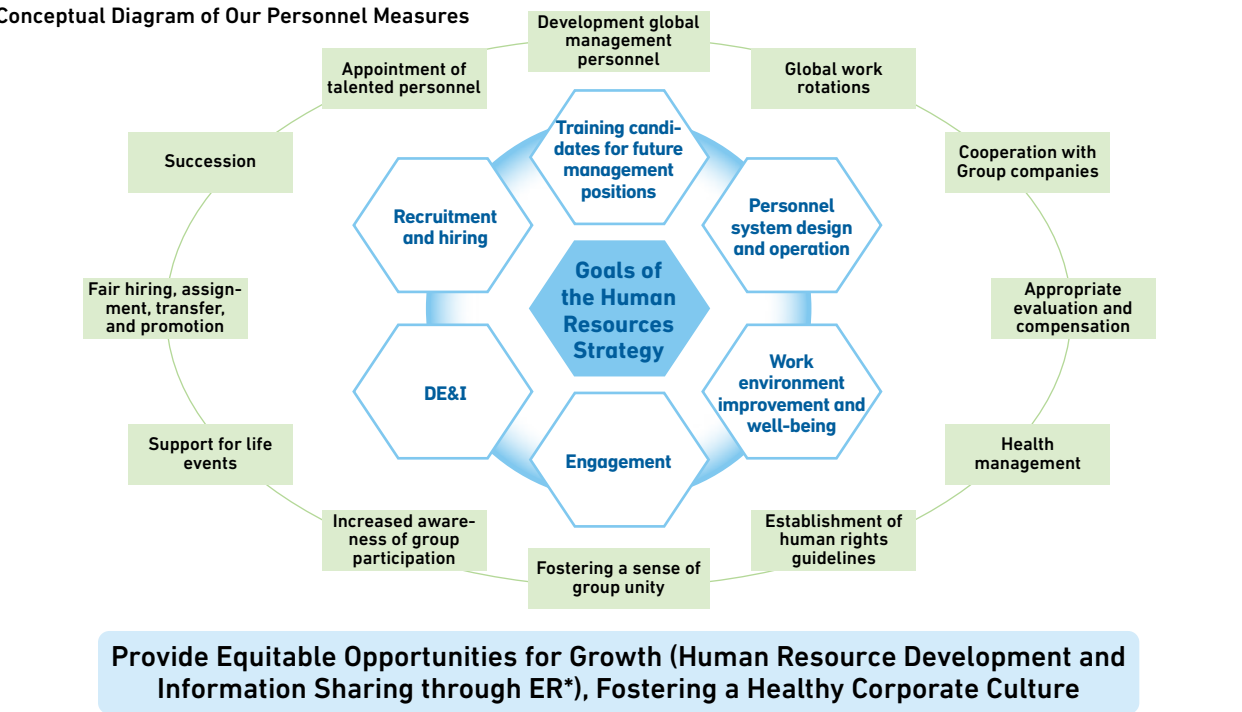 Conceptual Diagram of Our Personnel Measures
Development global
management
personnel
Appointment of
talented personnel
Global work
rotations
Succession
Cooperation with
Group companies
Fair hiring, assign-
ment, transfer,
and promotion
Appropriate
evaluation and
compensation
Support for life
events
Health
management
Increased aware-
ness of group
participation
Establishment of
human rights
guidelines
Fostering a sense of
group unity
Training candi-
dates for future
management
positions
Recruitment
and hiring
Personnel
system design
and operation
Goals of
the Human
Resources
Strategy
DE&I
Work
environment
improvement and
well-being
Engagement
Provide Equitable Opportunities for Growth (Human Resource Development and
Information Sharing through ER*), Fostering a Healthy Corporate Culture